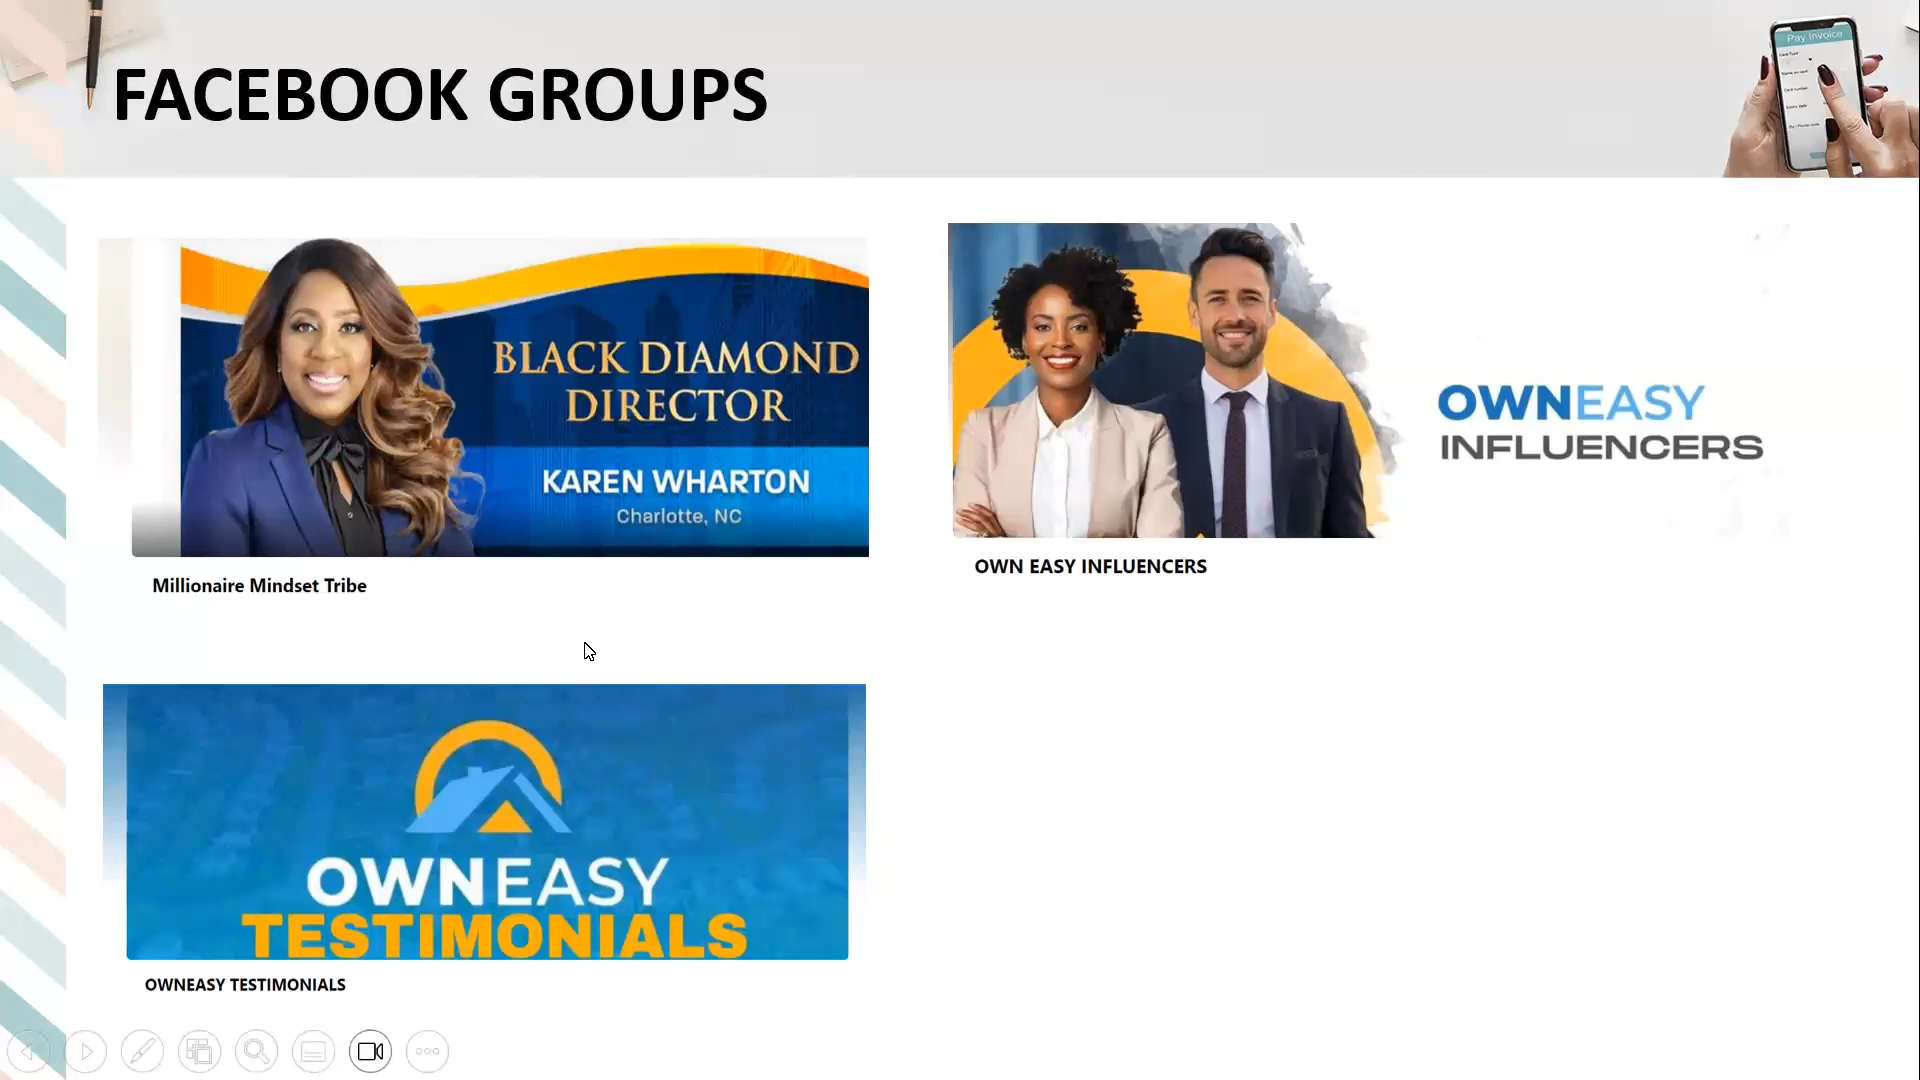 FACEBOOK GROUPS
Pay Invoice
BLACK DIAMOND
DIRECTOR
KAREN WHARTON
Charlotte, NC
Millionaire Mindset Tribe
OWNEASY
INFLUENCERS
OWN EASY INFLUENCERS
OWNEASY
TESTIMONIALS
OWNEASY TESTIMONIALS